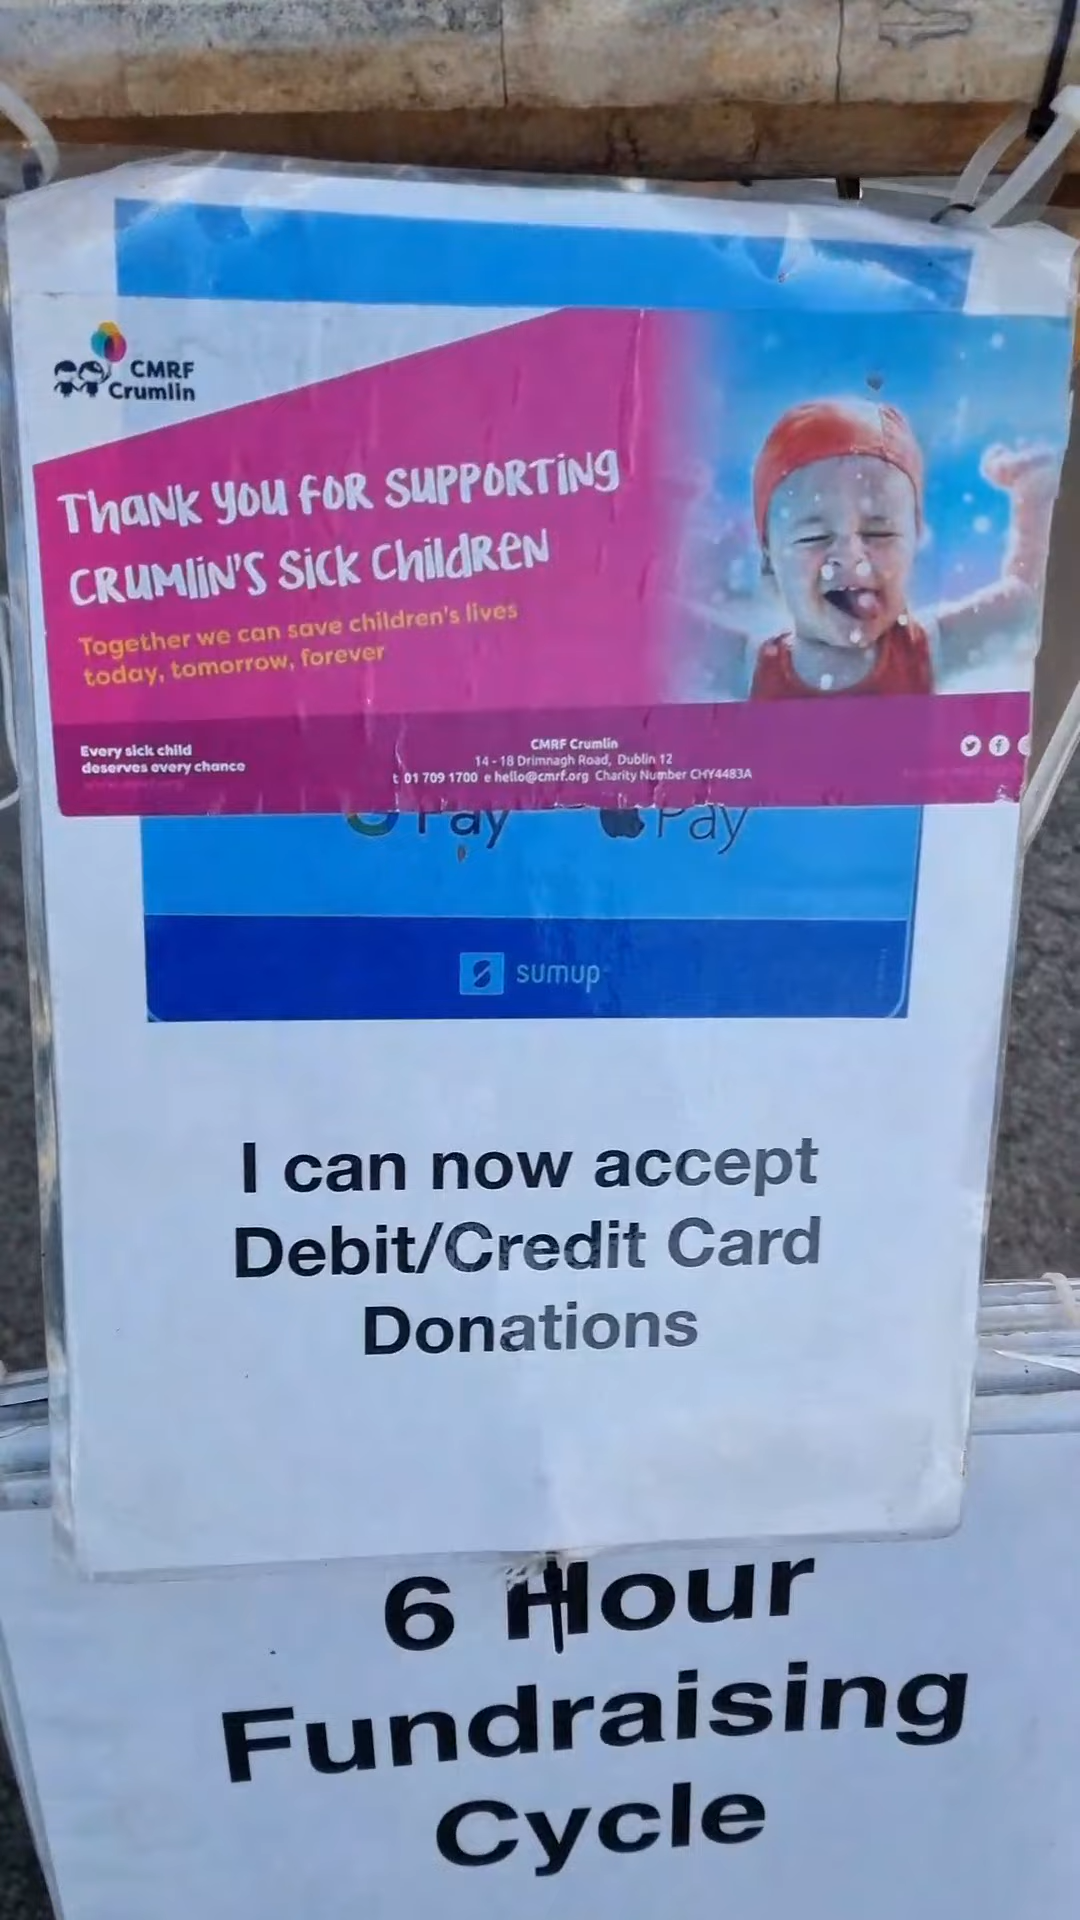 CMRF
Crumlin
Thank you for supporting
Crumlin's sick children
Together we can save children's lives
today, tomorrow, forever
Every sick child
deserves every chance
CMRF Crumlin
14 - 18 Drimnagh Road, Dublin 12
t 01 709 1700 e hello@cmrf.org Charity Number CHY4483A
G Pay Pay
sumup
I can now accept
Debit/Credit Card
Donations
6 Hour
Fundraising
Cycle